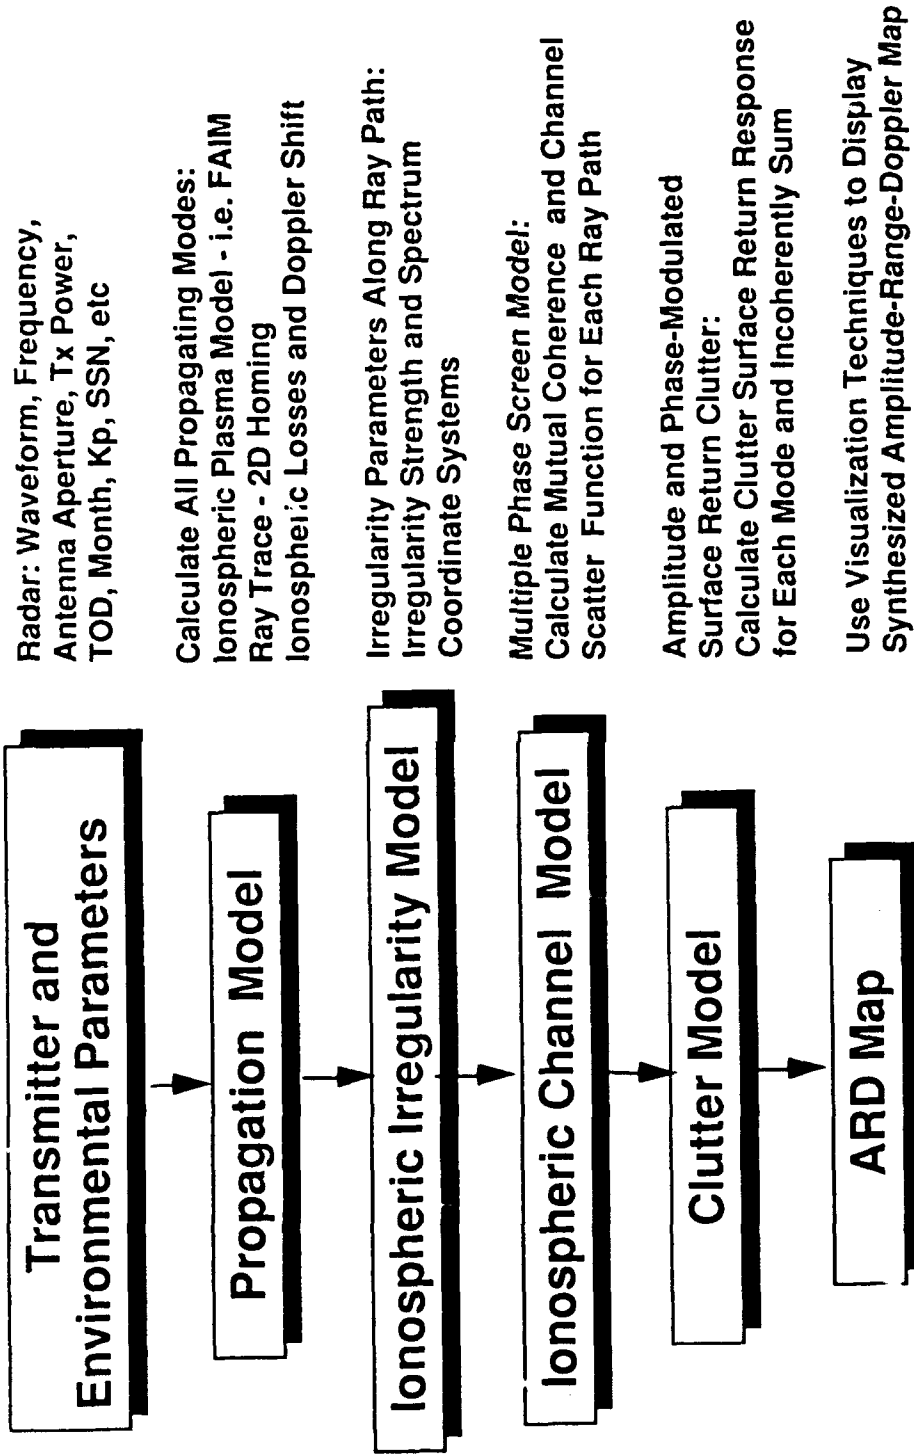 Transmitter and
Environmental Parameters
Radar: Waveform, Frequency,
Antenna Aperture, Tx Power,
TOD, Month, Kp, SSN, etc
Propagation Model
Calculate All Propagating Modes:
Ionospheric Plasma Model - i.e. FAIM
Ray Trace - 2D Homing
Ionospheric Losses and Doppler Shift
Ionospheric Irregularity Model
Irregularity Parameters Along Ray Path:
Irregularity Strength and Spectrum
Coordinate Systems
Ionospheric Channel Model
Multiple Phase Screen Model:
Calculate Mutual Coherence and Channel
Scatter Function for Each Ray Path
Clutter Model
Amplitude and Phase-Modulated
Surface Return Clutter:
Calculate Clutter Surface Return Response
for Each Mode and Incoherently Sum
ARD Map
Use Visualization Techniques to Display
Synthesized Amplitude-Range-Doppler Map